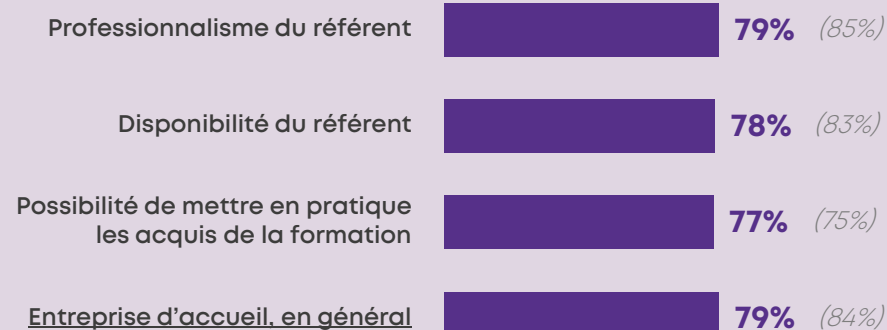 Professionnalisme du référent 79% (85%)
Disponibilité du référent 78% (83%)
Possibilité de mettre en pratique
les acquis de la formation 77% (75%)
Entreprise d'accueil, en général 79% (84%)